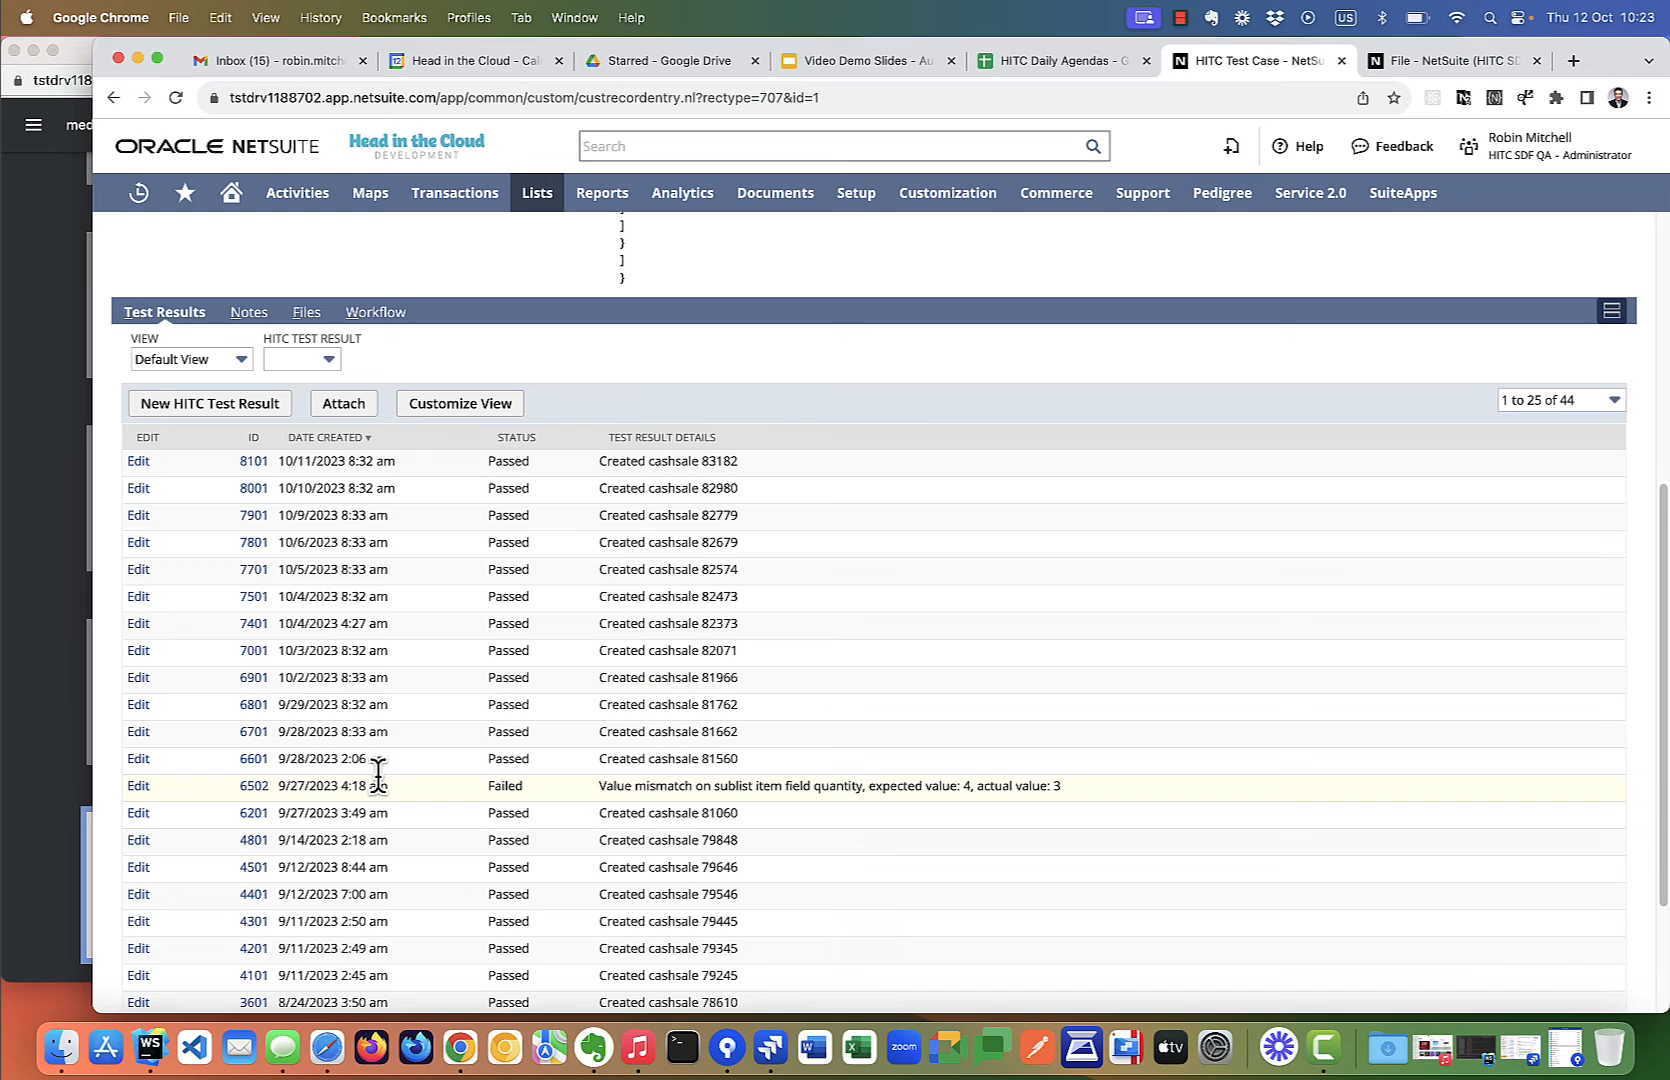 Google Chrome File Edit View History Bookmarks Profiles Tab Window Help US Thu 12 Oct 10:23
tstdrv118
med
Inbox (15) - robin.mitch Head in the Cloud - Cal Starred - Google Drive Video Demo Slides - Au HITC Daily Agendas - G HITC Test Case - NetSu File - NetSuite (HITC SD
tstdrv1188702.app.netsuite.com/app/common/custom/custrecordentry.nl?rectype=707&id=1
ORACLE NETSUITE Head in the Cloud DEVELOPMENT Search Help Feedback Robin Mitchell
HITC SDF QA - Administrator
Activities Maps Transactions Lists Reports Analytics Documents Setup Customization Commerce Support Pedigree Service 2.0 SuiteApps
]
]
}
]
}
Test Results Notes Files Workflow
VIEW HITC TEST RESULT
Default View
New HITC Test Result Attach Customize View 1 to 25 of 44
EDIT ID DATE CREATED ▼ STATUS TEST RESULT DETAILS
Edit 8101 10/11/2023 8:32 am Passed Created cashsale 83182
Edit 8001 10/10/2023 8:32 am Passed Created cashsale 82980
Edit 7901 10/9/2023 8:33 am Passed Created cashsale 82779
Edit 7801 10/6/2023 8:33 am Passed Created cashsale 82679
Edit 7701 10/5/2023 8:33 am Passed Created cashsale 82574
Edit 7501 10/4/2023 8:32 am Passed Created cashsale 82473
Edit 7401 10/4/2023 4:27 am Passed Created cashsale 82373
Edit 7001 10/3/2023 8:32 am Passed Created cashsale 82071
Edit 6901 10/2/2023 8:33 am Passed Created cashsale 81966
Edit 6801 9/29/2023 8:32 am Passed Created cashsale 81762
Edit 6701 9/28/2023 8:33 am Passed Created cashsale 81662
Edit 6601 9/28/2023 2:06 Passed Created cashsale 81560
Edit 6502 9/27/2023 4:18 am Failed Value mismatch on sublist item field quantity, expected value: 4, actual value: 3
Edit 6201 9/27/2023 3:49 am Passed Created cashsale 81060
Edit 4801 9/14/2023 2:18 am Passed Created cashsale 79848
Edit 4501 9/12/2023 8:44 am Passed Created cashsale 79646
Edit 4401 9/12/2023 7:00 am Passed Created cashsale 79546
Edit 4301 9/11/2023 2:50 am Passed Created cashsale 79445
Edit 4201 9/11/2023 2:49 am Passed Created cashsale 79345
Edit 4101 9/11/2023 2:45 am Passed Created cashsale 79245
Edit 3601 8/24/2023 3:50 am Passed Created cashsale 78610
WS zoom tv